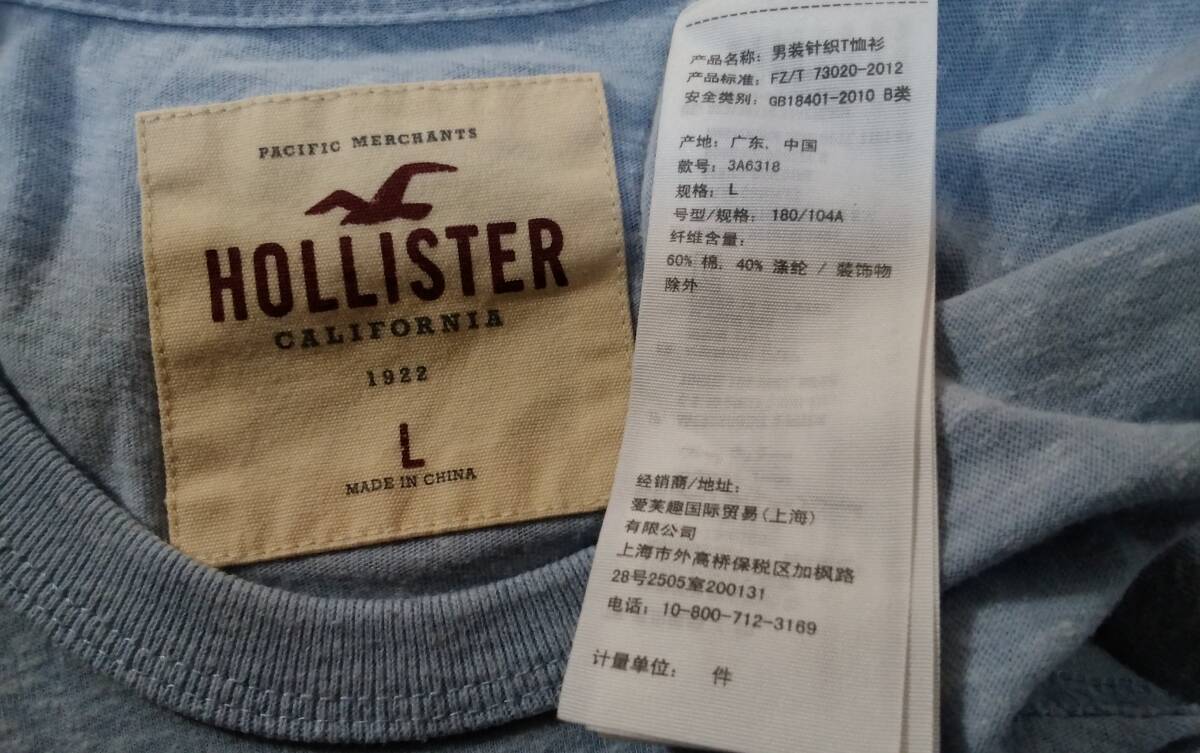 PACIFIC MERCHANTS
HOLLISTER
CALIFORNIA
1922
L
MADE IN CHINA
产品名称：男装针织T恤衫
产品标准：FZ/T 73020-2012
安全类别：GB18401-2010 B类
产地：广东，中国
款号：3A6318
规格：L
号型/规格：180/104A
纤维含量：
60% 棉，40% 涤纶 / 装饰物
除外
经销商/地址：
爱芙趣国际贸易(上海)
有限公司
上海市外高桥保税区加枫路
28号2505室200131
电话：10-800-712-3169
计量单位： 件